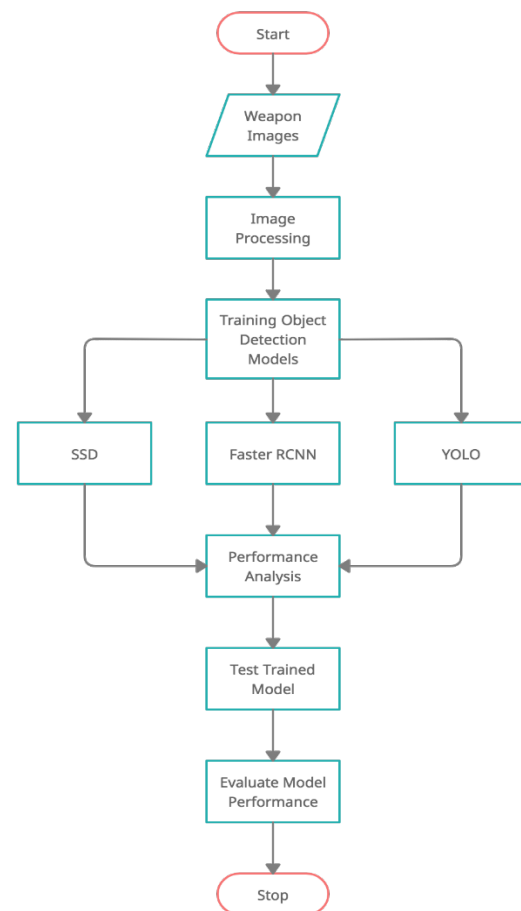 Start
Weapon
Images
Image
Processing
Training Object
Detection
Models
SSD
Faster RCNN
YOLO
Performance
Analysis
Test Trained
Model
Evaluate Model
Performance
Stop